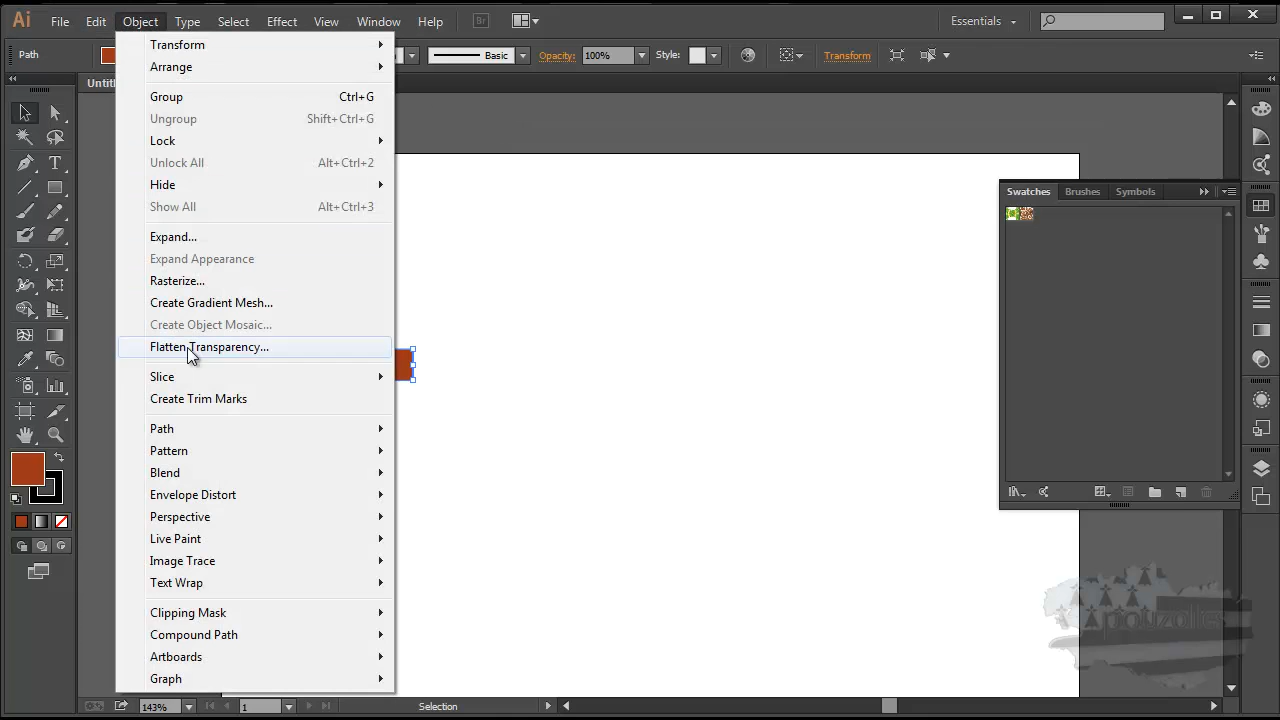 Ai File Edit Object Type Select Effect View Window Help Br Essentials
Path Basic Opacity: 100% Style: Transform
Transform
Arrange
Group Ctrl+G
Ungroup Shift+Ctrl+G
Lock
Unlock All Alt+Ctrl+2
Hide
Show All Alt+Ctrl+3
Expand...
Expand Appearance
Rasterize...
Create Gradient Mesh...
Create Object Mosaic...
Flatten Transparency...
Slice
Create Trim Marks
Path
Pattern
Blend
Envelope Distort
Perspective
Live Paint
Image Trace
Text Wrap
Clipping Mask
Compound Path
Artboards
Graph
Swatches Brushes Symbols
143% 1 Selection